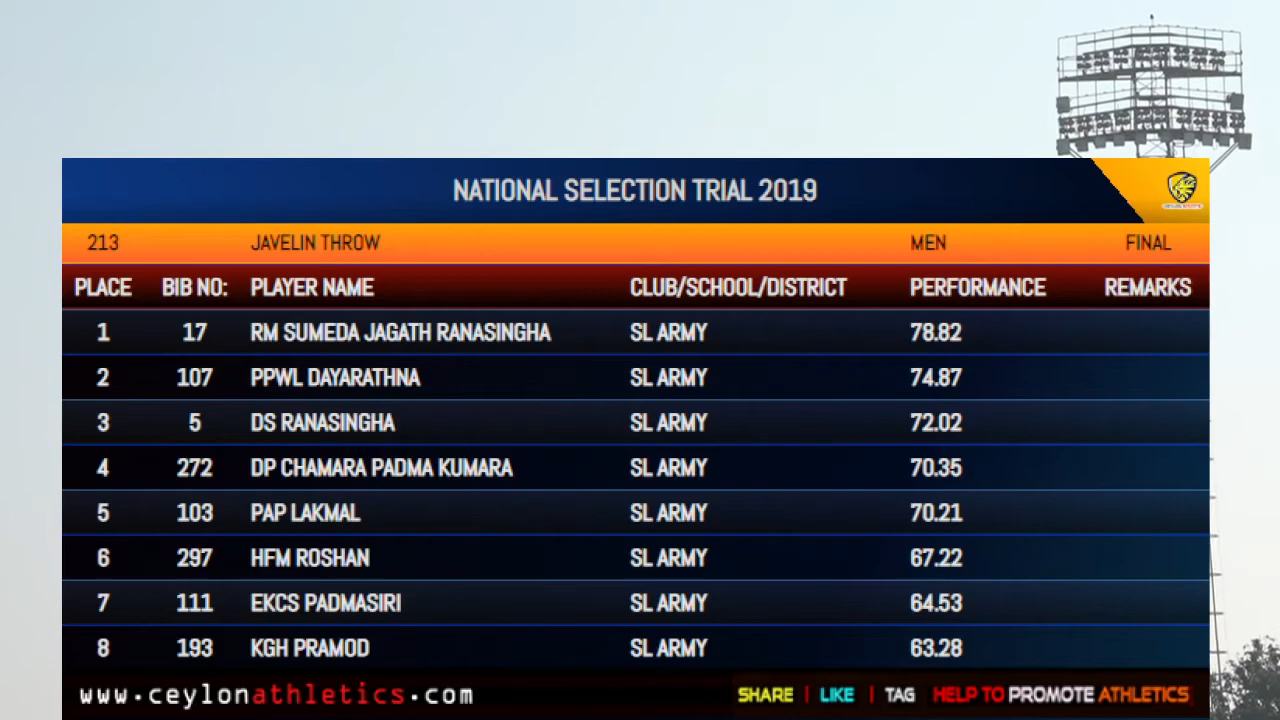 NATIONAL SELECTION TRIAL 2019
213 JAVELIN THROW MEN FINAL
PLACE BIB NO: PLAYER NAME CLUB/SCHOOL/DISTRICT PERFORMANCE REMARKS
1 17 RM SUMEDA JAGATH RANASINGHA SL ARMY 78.82
2 107 PPWL DAYARATHNA SL ARMY 74.87
3 5 DS RANASINGHA SL ARMY 72.02
4 272 DP CHAMARA PADMA KUMARA SL ARMY 70.35
5 103 PAP LAKMAL SL ARMY 70.21
6 297 HFM ROSHAN SL ARMY 67.22
7 111 EKCS PADMASIRI SL ARMY 64.53
8 193 KGH PRAMOD SL ARMY 63.28
www.ceylonathletics.com SHARE | LIKE | TAG HELP TO PROMOTE ATHLETICS